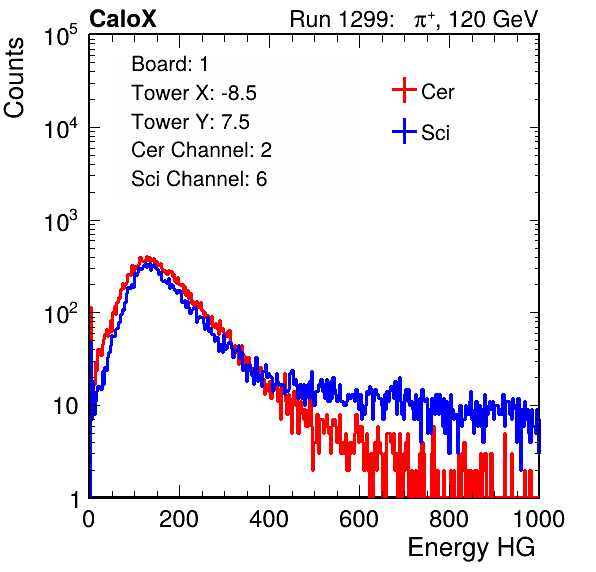 CaloX Run 1299: π⁺, 120 GeV
Counts
10⁵
10⁴
10³
10²
10
1
Board: 1
Tower X: -8.5
Tower Y: 7.5
Cer Channel: 2
Sci Channel: 6
Cer
Sci
0 200 400 600 800 1000
Energy HG